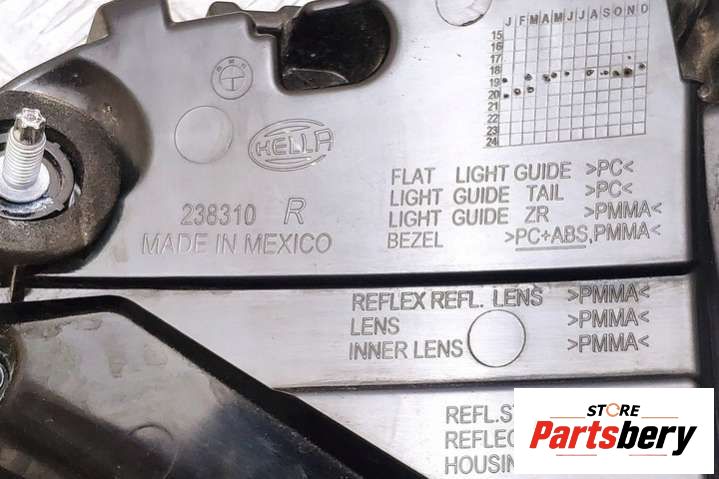 J F M A M J J A S O N D
15
16
17
18
19
20
21
22
23
24
HELLA
FLAT LIGHT GUIDE >PC<
LIGHT GUIDE TAIL >PC<
LIGHT GUIDE ZR >PMMA<
BEZEL >PC+ABS,PMMA<
238310 R
MADE IN MEXICO
REFLEX REFL. LENS >PMMA<
LENS >PMMA<
INNER LENS >PMMA<
STORE
Partsbery